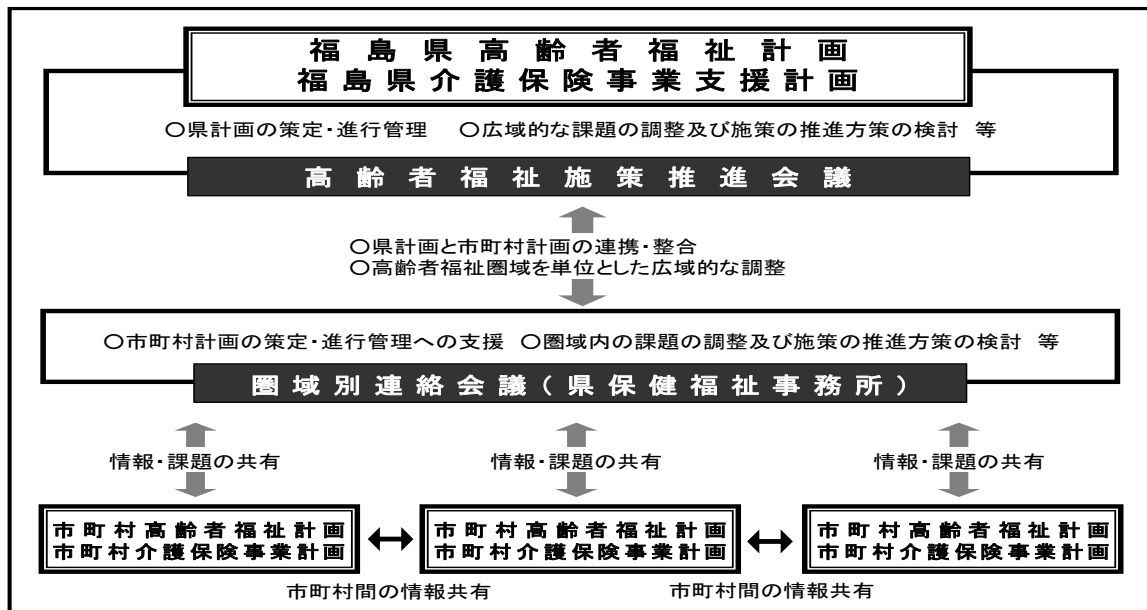 福島県高齢者福祉計画
福島県介護保険事業支援計画
○県計画の策定・進行管理 ○広域的な課題の調整及び施策の推進方策の検討 等
高齢者福祉施策推進会議
○県計画と市町村計画の連携・整合
○高齢者福祉圏域を単位とした広域的な調整
○市町村計画の策定・進行管理への支援 ○圏域内の課題の調整及び施策の推進方策の検討 等
圏域別連絡会議(県保健福祉事務所)
情報・課題の共有 情報・課題の共有 情報・課題の共有
市町村高齢者福祉計画 市町村高齢者福祉計画 市町村高齢者福祉計画
市町村介護保険事業計画 市町村介護保険事業計画 市町村介護保険事業計画
市町村間の情報共有 市町村間の情報共有